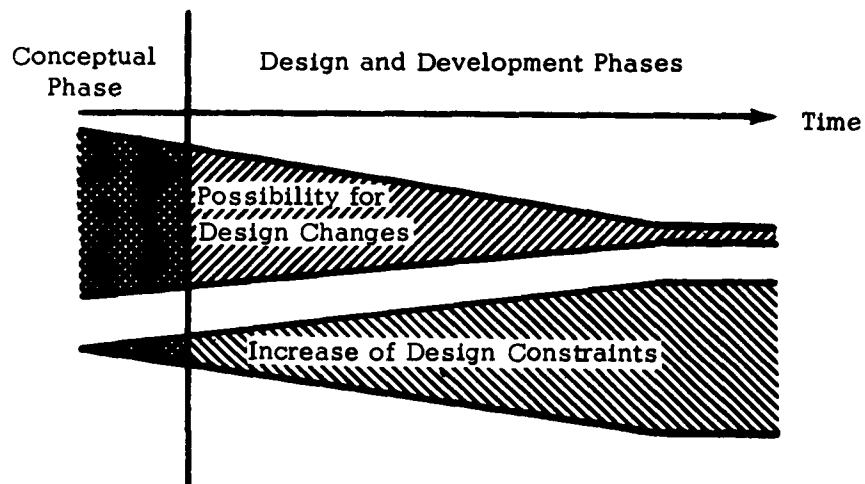 Conceptual
Phase
Design and Development Phases
Time
Possibility for
Design Changes
Increase of Design Constraints